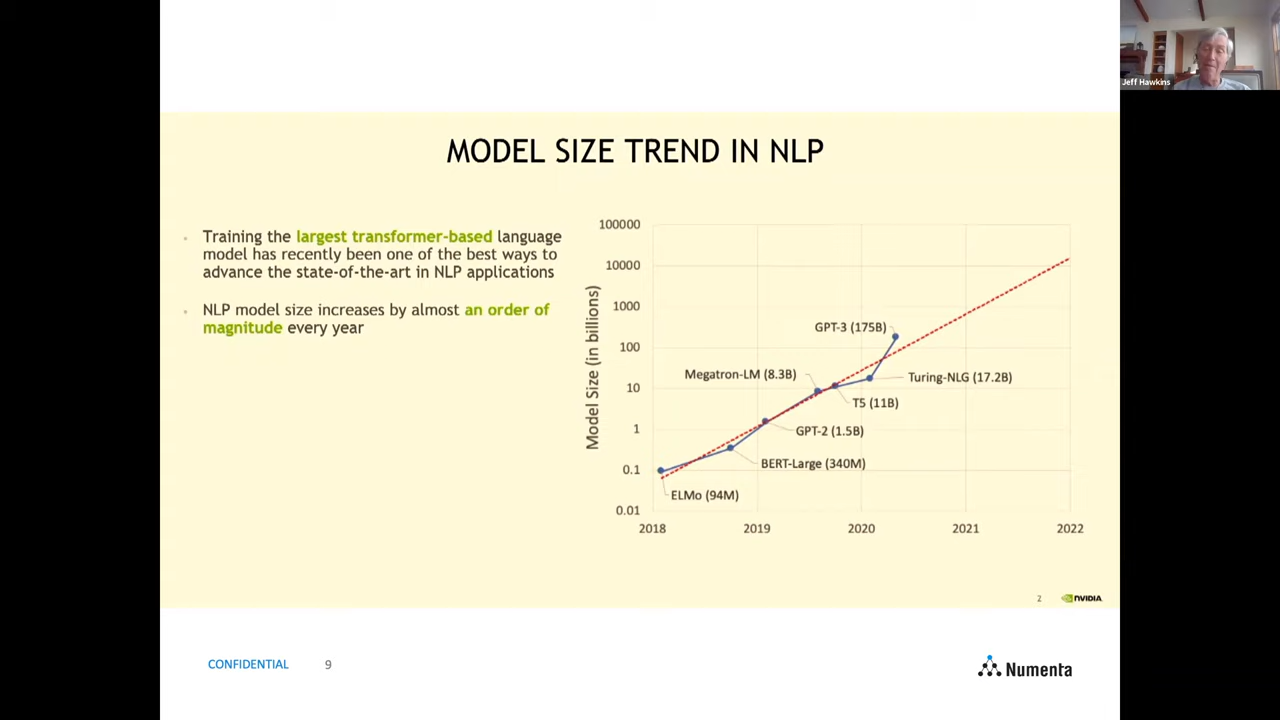 Jeff Hawkins
MODEL SIZE TREND IN NLP
Training the largest transformer-based language
model has recently been one of the best ways to
advance the state-of-the-art in NLP applications
NLP model size increases by almost an order of
magnitude every year
Model Size (in billions)
100000
10000
1000
100
10
1
0.1
0.01
GPT-3 (175B)
Megatron-LM (8.3B)
Turing-NLG (17.2B)
T5 (11B)
GPT-2 (1.5B)
BERT-Large (340M)
ELMo (94M)
2018 2019 2020 2021 2022
2 NVIDIA
CONFIDENTIAL 9 Numenta